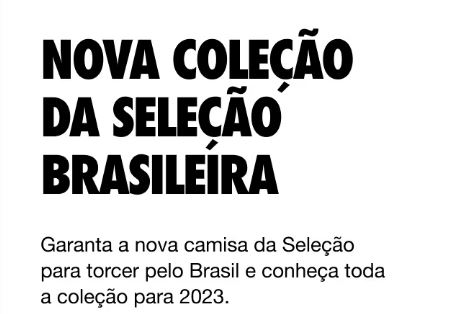 NOVA COLEÇÃO
DA SELEÇÃO
BRASILEIRA
Garanta a nova camisa da Seleção
para torcer pelo Brasil e conheça toda
a coleção para 2023.